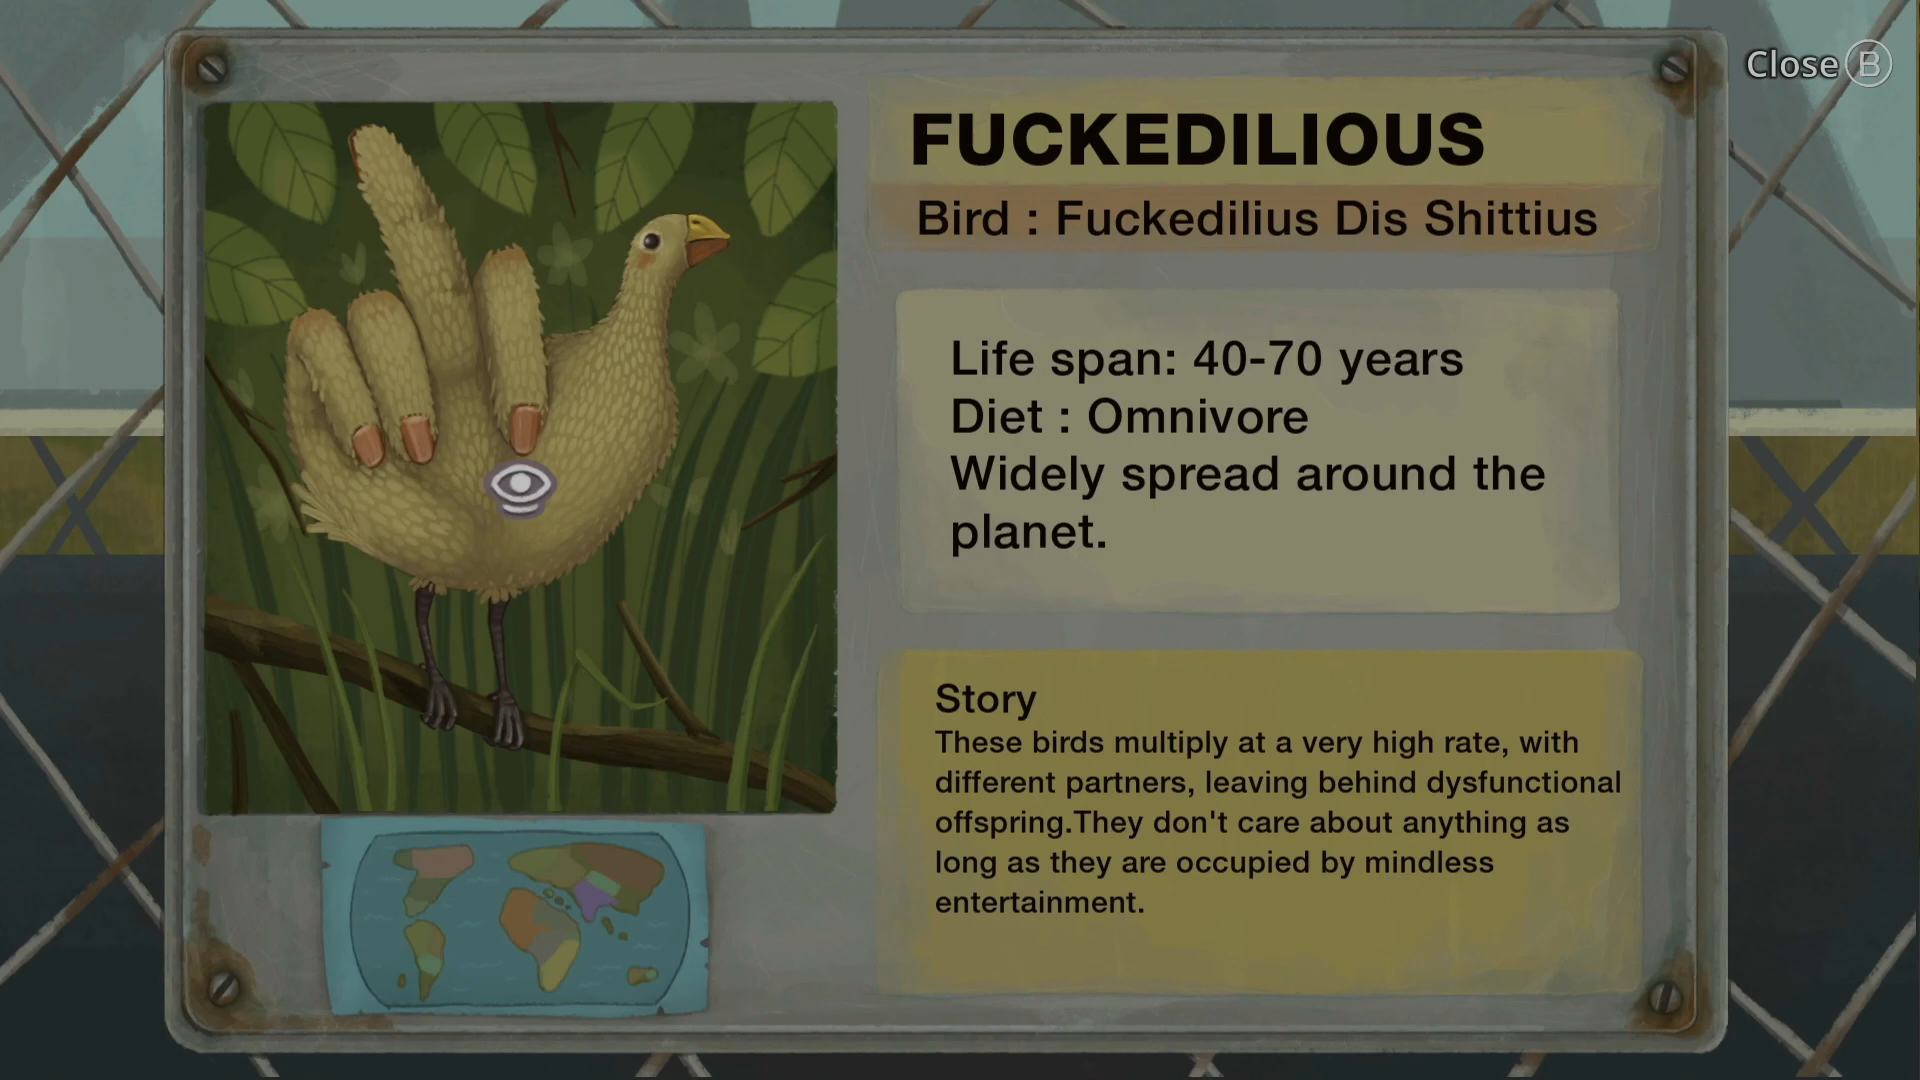 Close B
FUCKEDILIOUS
Bird : Fuckedilius Dis Shittius
Life span: 40-70 years
Diet : Omnivore
Widely spread around the
planet.
Story
These birds multiply at a very high rate, with
different partners, leaving behind dysfunctional
offspring.They don't care about anything as
long as they are occupied by mindless
entertainment.